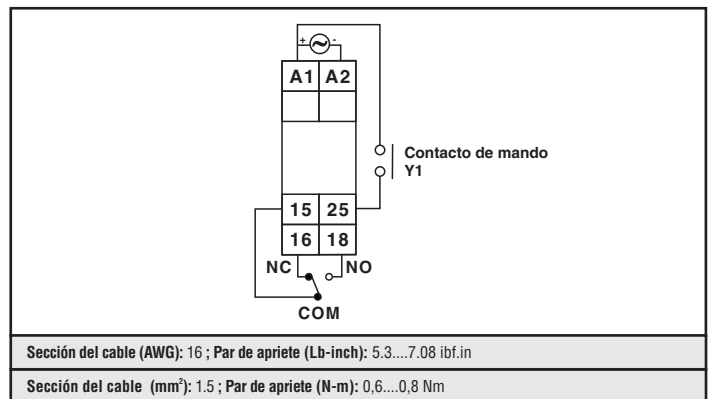 + -
A1 A2
Contacto de mando
Y1
15 25
16 18
NC NO
COM
Sección del cable (AWG): 16 ; Par de apriete (Lb-inch): 5.3....7.08 ibf.in
Sección del cable (mm²): 1.5 ; Par de apriete (N-m): 0,6....0,8 Nm